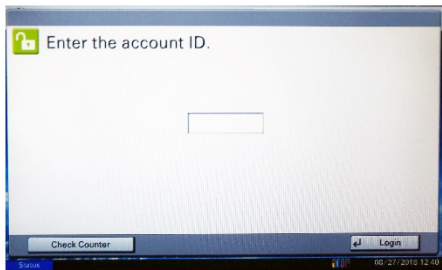 Enter the account ID.
Check Counter
Login
Status
08/27/2018 12:40